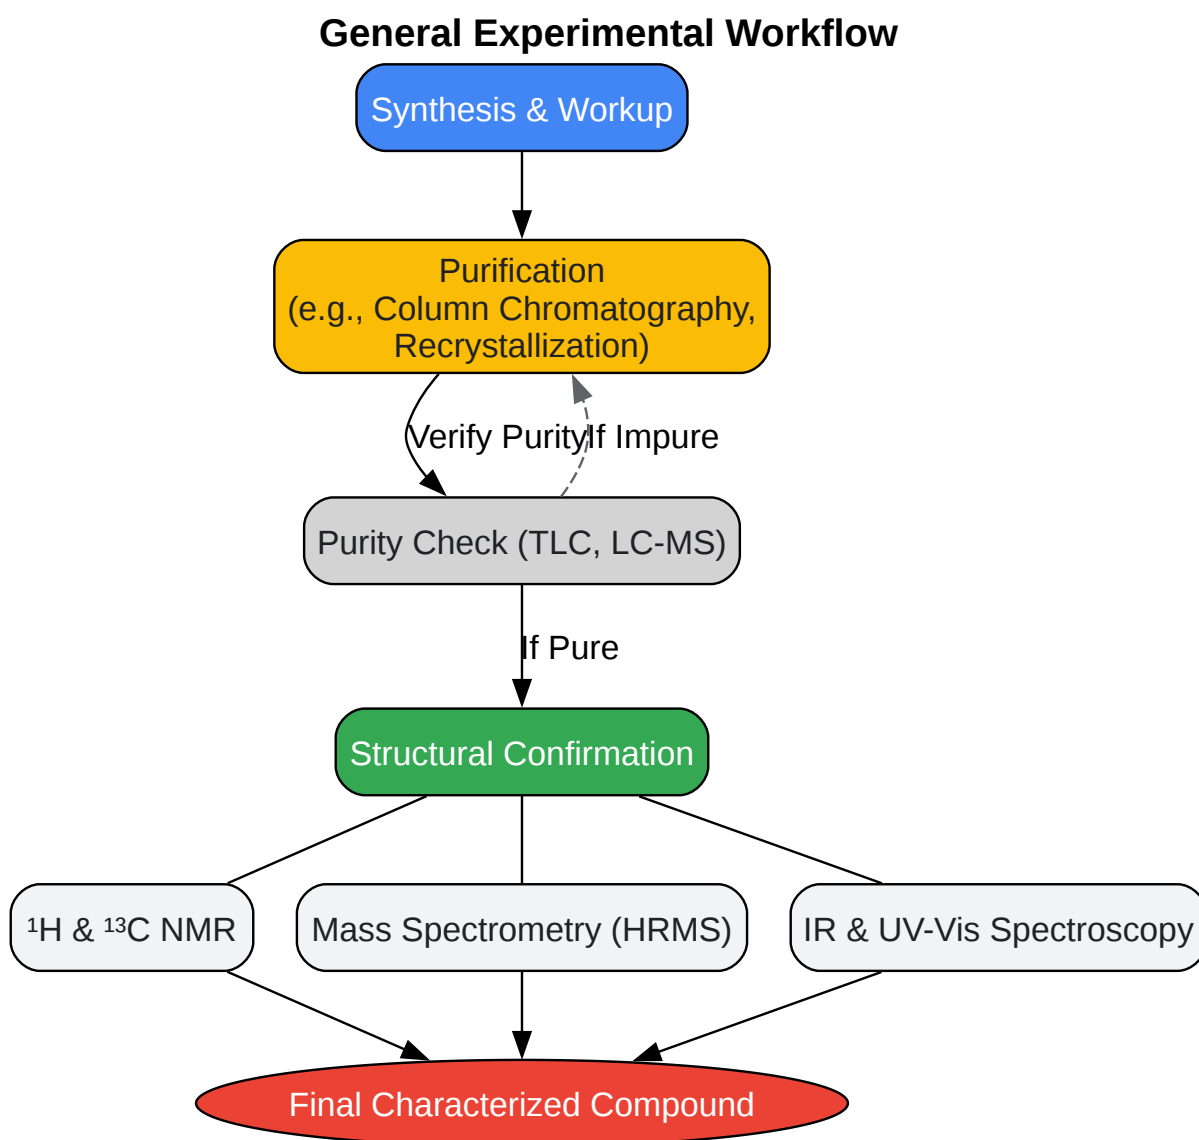 General Experimental Workflow
Synthesis & Workup
Purification
(e.g., Column Chromatography,
Recrystallization)
Verify Purity
If Impure
Purity Check (TLC, LC-MS)
If Pure
Structural Confirmation
¹H & ¹³C NMR
Mass Spectrometry (HRMS)
IR & UV-Vis Spectroscopy
Final Characterized Compound